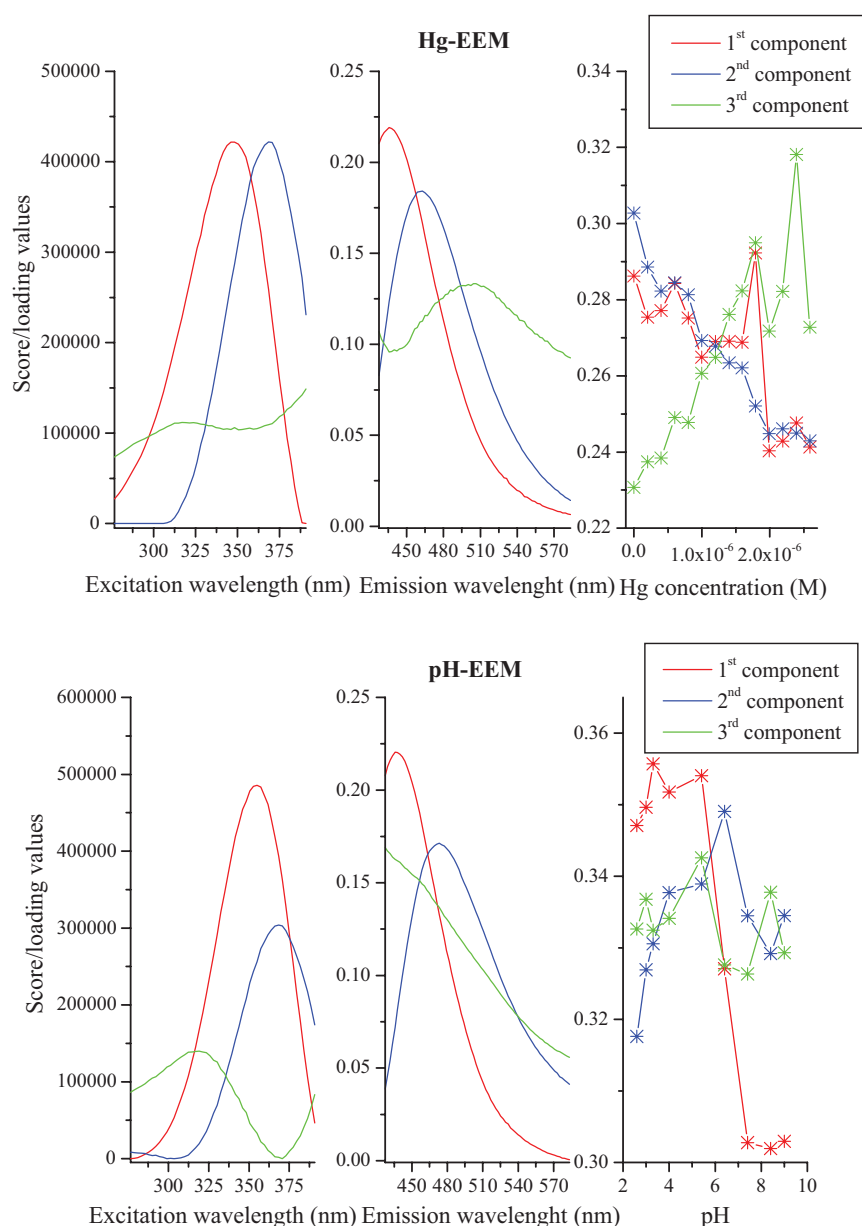 Hg-EEM
1st component
2nd component
3rd component
Score/loading values
500000
400000
300000
200000
100000
0
300 325 350 375
Excitation wavelength (nm)
0.25
0.20
0.15
0.10
0.05
0.00
450 480 510 540 570
Emission wavelenght (nm)
0.34
0.32
0.30
0.28
0.26
0.24
0.22
0.0 1.0x10-6 2.0x10-6
Hg concentration (M)
pH-EEM
1st component
2nd component
3rd component
Score/loading values
600000
500000
400000
300000
200000
100000
0
300 325 350 375
Excitation wavelength (nm)
0.25
0.20
0.15
0.10
0.05
0.00
450 480 510 540 570
Emission wavelenght (nm)
0.36
0.34
0.32
0.30
2 4 6 8 10
pH